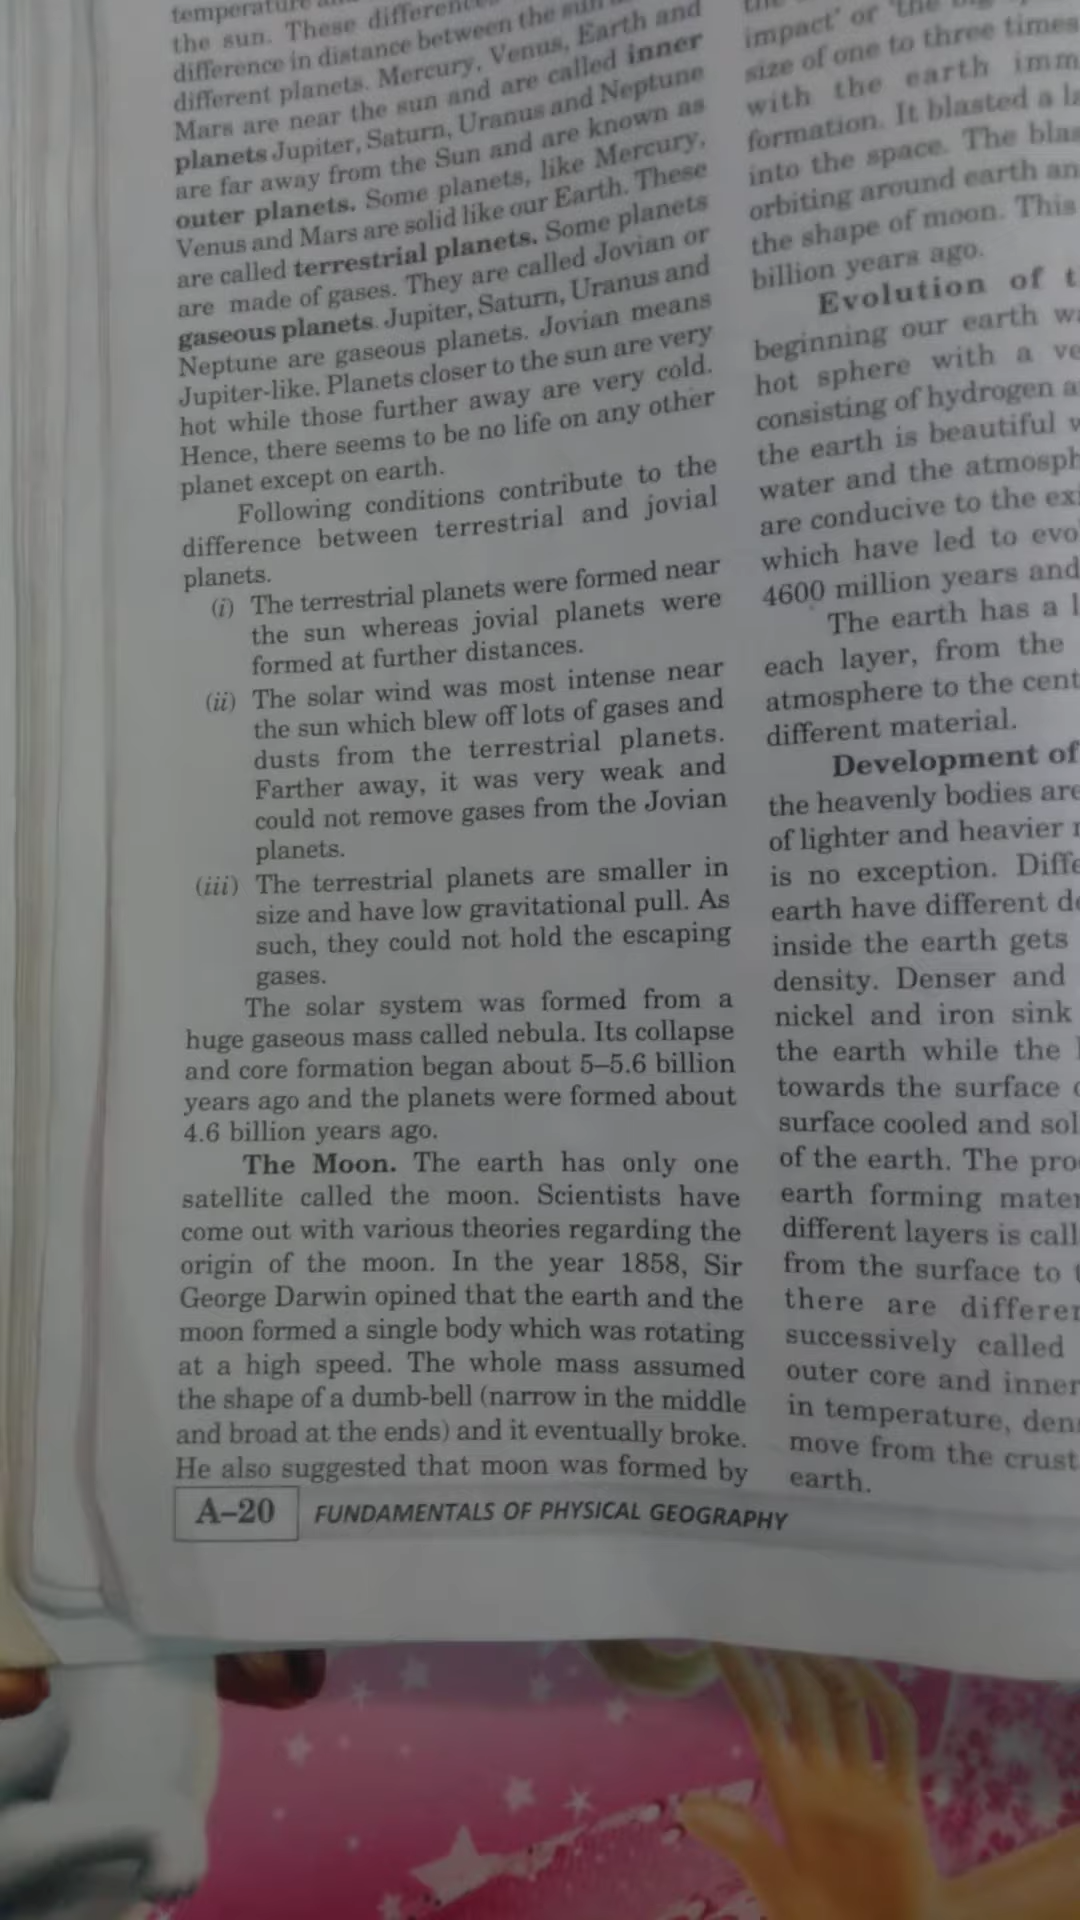 the sun. These
difference in distance between the sun
different planets. Mercury, Venus, Earth and
Mars are near the sun and are called inner
planets Jupiter, Saturn, Uranus and Neptune
are far away from the Sun and are known as
outer planets. Some planets, like Mercury,
Venus and Mars are solid like our Earth. These
are called terrestrial planets. Some planets
are made of gases. They are called Jovian or
gaseous planets. Jupiter, Saturn, Uranus and
Neptune are gaseous planets. Jovian means
Jupiter-like. Planets closer to the sun are very
hot while those further away are very cold.
Hence, there seems to be no life on any other
planet except on earth.
Following conditions contribute to the
difference between terrestrial and jovial
planets.
(i) The terrestrial planets were formed near
the sun whereas jovial planets were
formed at further distances.
(ii) The solar wind was most intense near
the sun which blew off lots of gases and
dusts from the terrestrial planets.
Farther away, it was very weak and
could not remove gases from the Jovian
planets.
(iii) The terrestrial planets are smaller in
size and have low gravitational pull. As
such, they could not hold the escaping
gases.
The solar system was formed from a
huge gaseous mass called nebula. Its collapse
and core formation began about 5–5.6 billion
years ago and the planets were formed about
4.6 billion years ago.
The Moon. The earth has only one
satellite called the moon. Scientists have
come out with various theories regarding the
origin of the moon. In the year 1858, Sir
George Darwin opined that the earth and the
moon formed a single body which was rotating
at a high speed. The whole mass assumed
the shape of a dumb-bell (narrow in the middle
and broad at the ends) and it eventually broke.
He also suggested that moon was formed by
impact' or 'the
size of one to three times
with the earth imm
formation. It blasted a la
into the space. The blas
orbiting around earth an
the shape of moon. This
billion years ago.
Evolution of t
beginning our earth wa
hot sphere with a ve
consisting of hydrogen a
the earth is beautiful w
water and the atmosph
are conducive to the exi
which have led to evo
4600 million years and
The earth has a l
each layer, from the
atmosphere to the cent
different material.
Development of
the heavenly bodies are
of lighter and heavier
is no exception. Diffe
earth have different de
inside the earth gets
density. Denser and
nickel and iron sink
the earth while the
towards the surface
surface cooled and sol
of the earth. The pro
earth forming mater
different layers is call
from the surface to
there are differen
successively called
outer core and inner
in temperature, den
move from the crust
earth.
A–20 FUNDAMENTALS OF PHYSICAL GEOGRAPHY